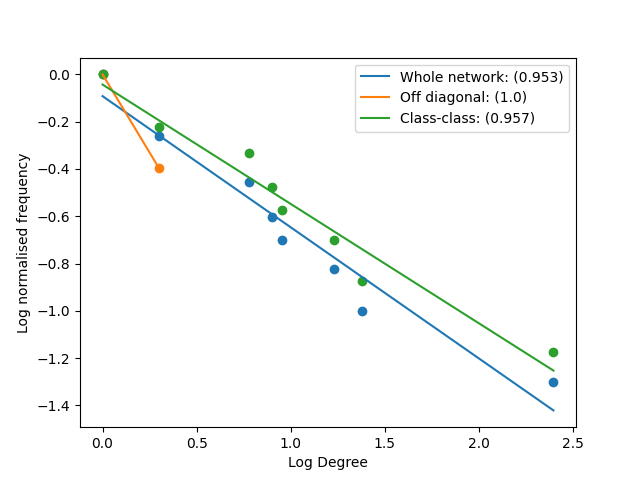 Whole network: (0.953)
Off diagonal: (1.0)
Class-class: (0.957)
Log normalised frequency
0.0
−0.2
−0.4
−0.6
−0.8
−1.0
−1.2
−1.4
0.0 0.5 1.0 1.5 2.0 2.5
Log Degree